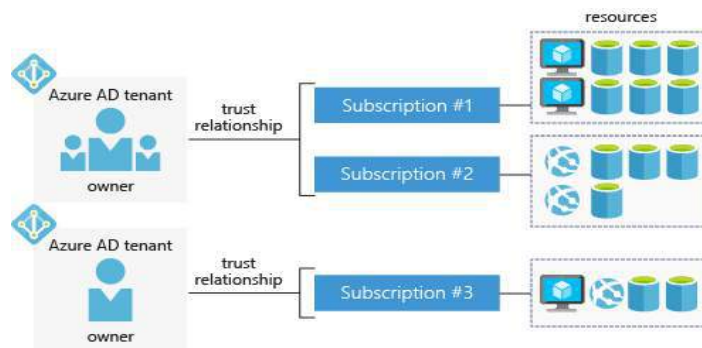 resources
Azure AD tenant
owner
trust
relationship
Subscription #1
Subscription #2
Azure AD tenant
owner
trust
relationship
Subscription #3